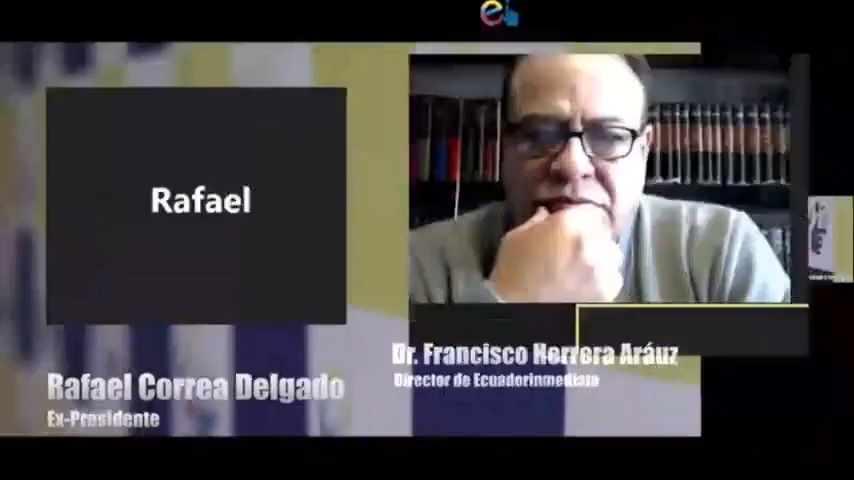 Rafael
Rafael Correa Delgado
Ex-Presidente
Dr. Francisco Herrera Aráuz
Director de Ecuadorinmediato